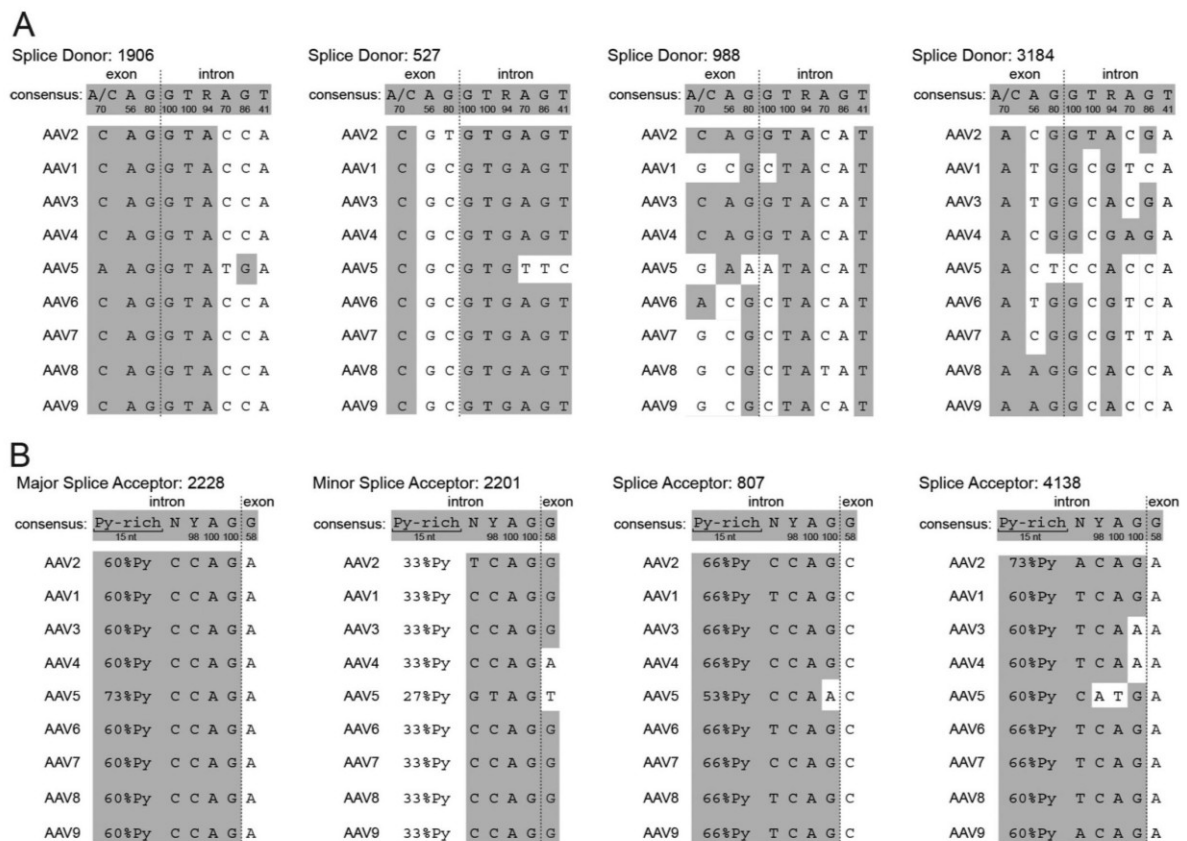 A
Splice Donor: 1906
exon intron
consensus: A/C A G G T R A G T
70 56 80 100 100 94 70 86 41
AAV2 C A G G T A C C A
AAV1 C A G G T A C C A
AAV3 C A G G T A C C A
AAV4 C A G G T A C C A
AAV5 A A G G T A T G A
AAV6 C A G G T A C C A
AAV7 C A G G T A C C A
AAV8 C A G G T A C C A
AAV9 C A G G T A C C A
Splice Donor: 527
exon intron
consensus: A/C A G G T R A G T
70 56 80 100 100 94 70 86 41
AAV2 C G T G T G A G T
AAV1 C G C G T G A G T
AAV3 C G C G T G A G T
AAV4 C G C G T G A G T
AAV5 C G C G T G T T C
AAV6 C G C G T G A G T
AAV7 C G C G T G A G T
AAV8 C G C G T G A G T
AAV9 C G C G T G A G T
Splice Donor: 988
exon intron
consensus: A/C A G G T R A G T
70 56 80 100 100 94 70 86 41
AAV2 C A G G T A C A T
AAV1 G C G C T A C A T
AAV3 C A G G T A C A T
AAV4 C A G G T A C A T
AAV5 G A A A T A C A T
AAV6 A C G C T A C A T
AAV7 G C G C T A C A T
AAV8 G C G C T A T A T
AAV9 G C G C T A C A T
Splice Donor: 3184
exon intron
consensus: A/C A G G T R A G T
70 56 80 100 100 94 70 86 41
AAV2 A C G G T A C G A
AAV1 A T G G C G T C A
AAV3 A T G G C A C G A
AAV4 A C G G C G A G A
AAV5 A C T C C A C C A
AAV6 A T G G C G T C A
AAV7 A C G G C G T T A
AAV8 A A G G C A C C A
AAV9 A A G G C A C C A
B
Major Splice Acceptor: 2228
intron exon
consensus: Py-rich N Y A G G
15 nt 98 100 100 58
AAV2 60%Py C C A G A
AAV1 60%Py C C A G A
AAV3 60%Py C C A G A
AAV4 60%Py C C A G A
AAV5 73%Py C C A G A
AAV6 60%Py C C A G A
AAV7 60%Py C C A G A
AAV8 60%Py C C A G A
AAV9 60%Py C C A G A
Minor Splice Acceptor: 2201
intron exon
consensus: Py-rich N Y A G G
15 nt 98 100 100 58
AAV2 33%Py T C A G G
AAV1 33%Py C C A G G
AAV3 33%Py C C A G G
AAV4 33%Py C C A G A
AAV5 27%Py G T A G T
AAV6 33%Py C C A G G
AAV7 33%Py C C A G G
AAV8 33%Py C C A G G
AAV9 33%Py C C A G G
Splice Acceptor: 807
intron exon
consensus: Py-rich N Y A G G
15 nt 98 100 100 58
AAV2 66%Py C C A G C
AAV1 66%Py T C A G C
AAV3 66%Py C C A G C
AAV4 66%Py C C A G C
AAV5 53%Py C C A A C
AAV6 66%Py T C A G C
AAV7 66%Py T C A G C
AAV8 66%Py T C A G C
AAV9 66%Py T C A G C
Splice Acceptor: 4138
intron exon
consensus: Py-rich N Y A G G
15 nt 98 100 100 58
AAV2 73%Py A C A G A
AAV1 60%Py T C A G A
AAV3 60%Py T C A A A
AAV4 60%Py T C A A A
AAV5 60%Py C A T G A
AAV6 66%Py T C A G A
AAV7 66%Py T C A G A
AAV8 60%Py T C A G A
AAV9 60%Py A C A G A